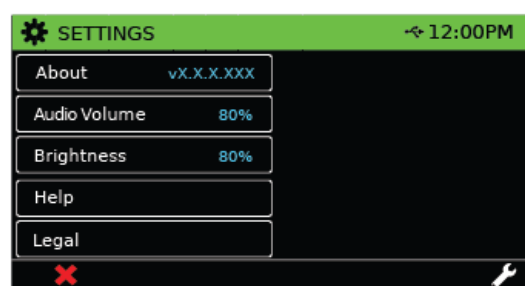 SETTINGS 12:00PM
About vX.X.X.XXX
Audio Volume 80%
Brightness 80%
Help
Legal